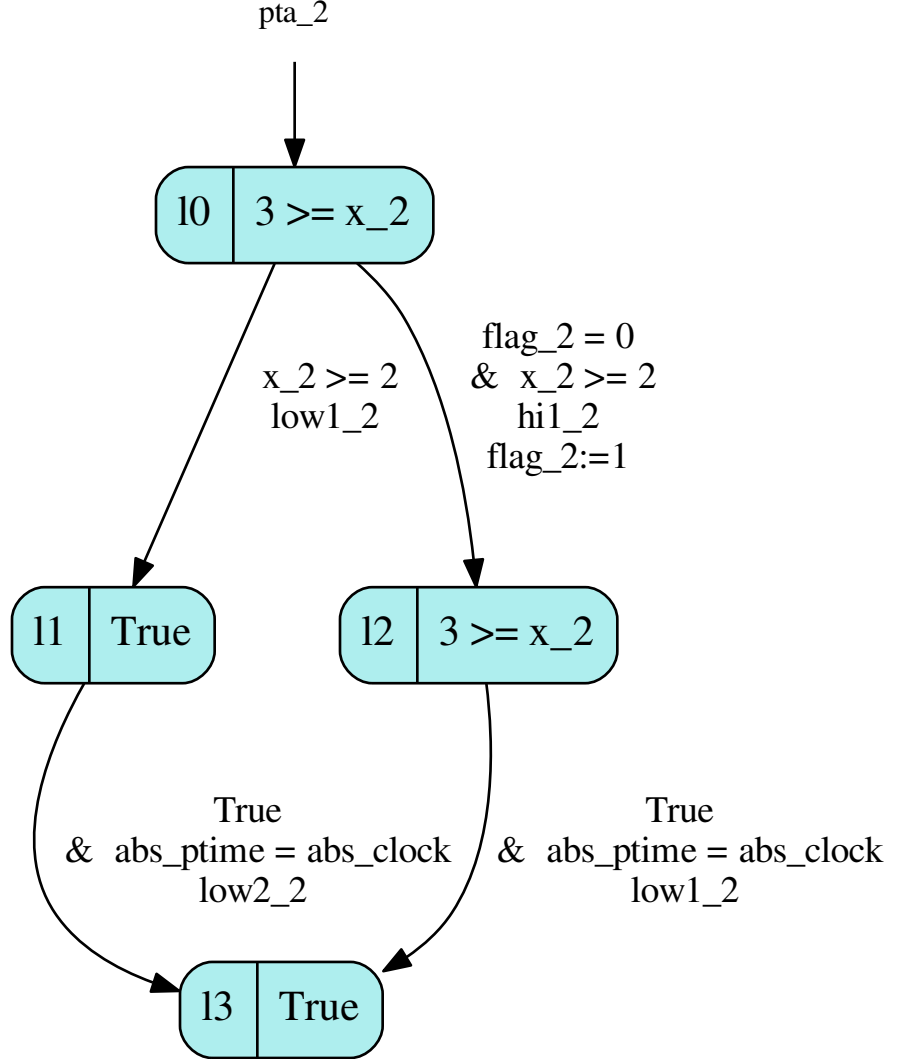 pta_2
l0 3 >= x_2
x_2 >= 2
low1_2
flag_2 = 0
& x_2 >= 2
hi1_2
flag_2:=1
l1 True
l2 3 >= x_2
True
& abs_ptime = abs_clock
low2_2
True
& abs_ptime = abs_clock
low1_2
l3 True